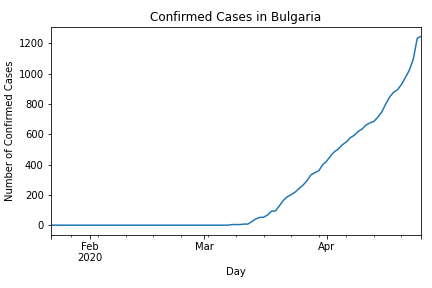 Confirmed Cases in Bulgaria
1200
1000
800
600
400
200
0
Number of Confirmed Cases
Feb
2020
Mar
Apr
Day